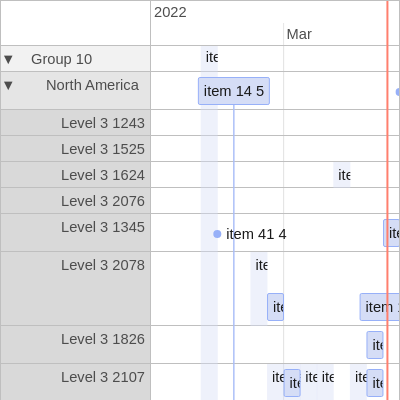 2022
Mar
▼ Group 10
ite
▼ North America
item 14 5
Level 3 1243
Level 3 1525
Level 3 1624
ite
Level 3 2076
Level 3 1345
item 41 4
ite
Level 3 2078
ite
ite
item
Level 3 1826
ite
Level 3 2107
ite
ite
ite
ite
ite
ite